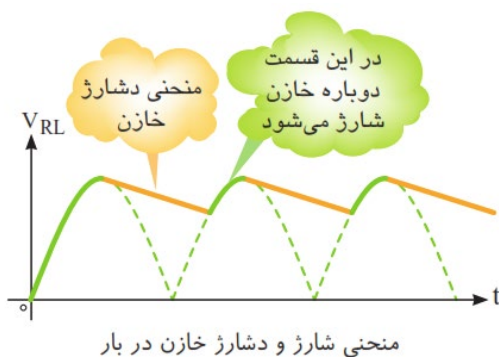 در این قسمت
دوباره خازن
شارژ می‌شود
منحنی دشارژ
خازن
VRL
t
o
منحنی شارژ و دشارژ خازن در بار